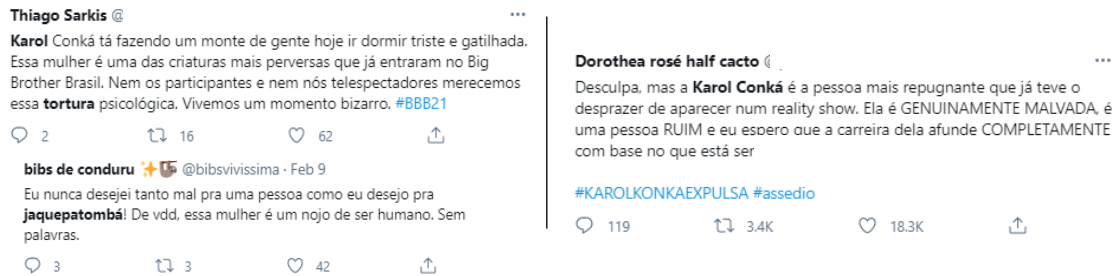 Thiago Sarkis @
Karol Conká tá fazendo um monte de gente hoje ir dormir triste e gatilhada.
Essa mulher é uma das criaturas mais perversas que já entraram no Big
Brother Brasil. Nem os participantes e nem nós telespectadores merecemos
essa tortura psicológica. Vivemos um momento bizarro. #BBB21
2 16 62
bibs de conduru @bibsvivissima · Feb 9
Eu nunca desejei tanto mal pra uma pessoa como eu desejo pra
jaquepatombá! De vdd, essa mulher é um nojo de ser humano. Sem
palavras.
3 3 42
Dorothea rosé half cacto
Desculpa, mas a Karol Conká é a pessoa mais repugnante que já teve o
desprazer de aparecer num reality show. Ela é GENUINAMENTE MALVADA, é
uma pessoa RUIM e eu espero que a carreira dela afunde COMPLETAMENTE
com base no que está ser
#KAROLKONKAEXPULSA #assedio
119 3.4K 18.3K